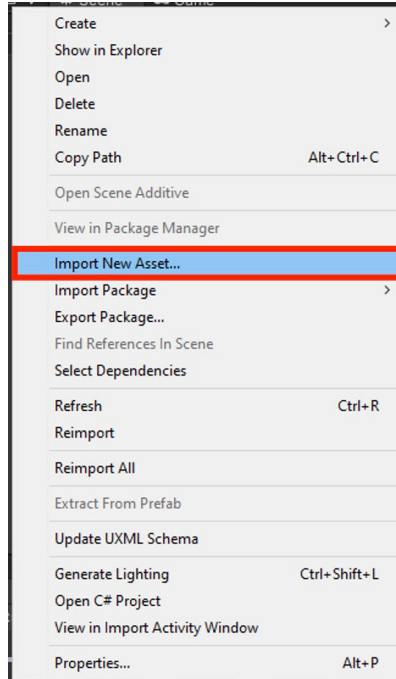 Create
Show in Explorer
Open
Delete
Rename
Copy Path Alt+Ctrl+C
Open Scene Additive
View in Package Manager
Import New Asset...
Import Package
Export Package...
Find References In Scene
Select Dependencies
Refresh Ctrl+R
Reimport
Reimport All
Extract From Prefab
Update UXML Schema
Generate Lighting Ctrl+Shift+L
Open C# Project
View in Import Activity Window
Properties... Alt+P